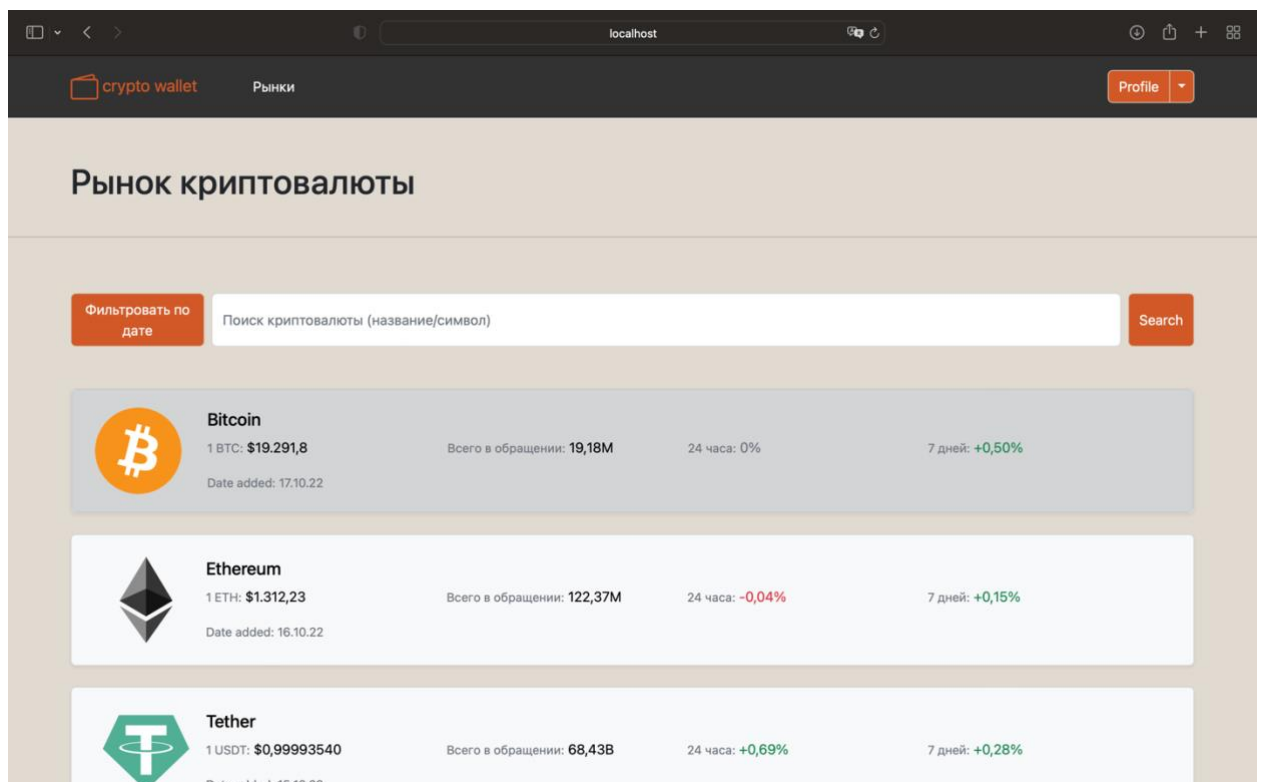 localhost
crypto wallet
Рынки
Profile
Рынок криптовалюты
Фильтровать по
дате
Поиск криптовалюты (название/символ)
Search
Bitcoin
1 BTC: $19.291,8
Всего в обращении: 19,18M
24 часа: 0%
7 дней: +0,50%
Date added: 17.10.22
Ethereum
1 ETH: $1.312,23
Всего в обращении: 122,37M
24 часа: -0,04%
7 дней: +0,15%
Date added: 16.10.22
Tether
1 USDT: $0,99993540
Всего в обращении: 68,43B
24 часа: +0,69%
7 дней: +0,28%